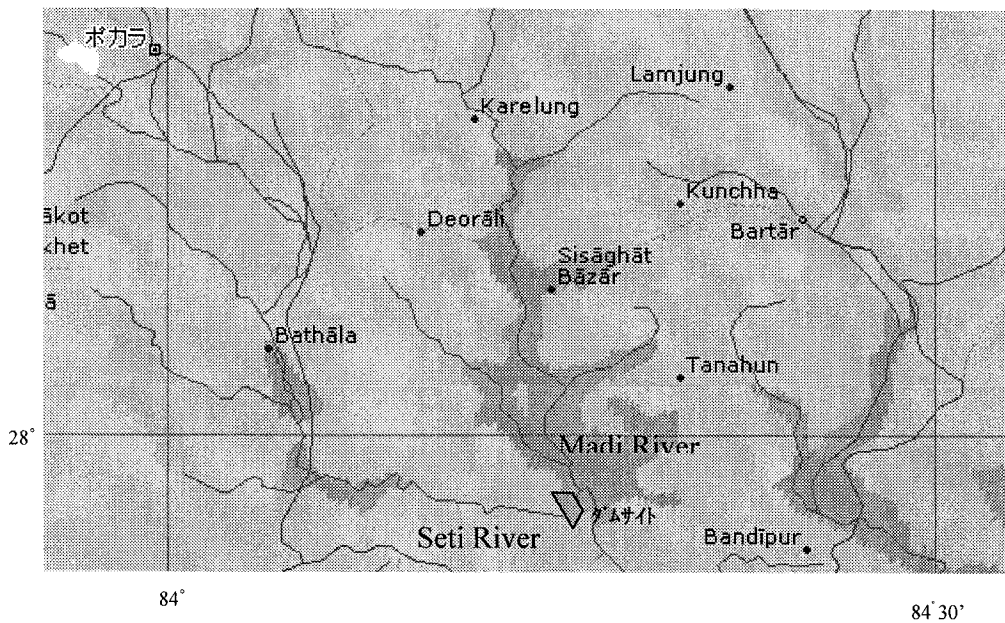 ポカラ
Lamjung
Karelung
Kunchha
ākot
khet
Deorāli
Bartār
Sisāghāt
Bāzār
ā
Bathāla
Tanahun
28°
Madi River
ダムサイト
Seti River
Bandīpur
84°
84°30'